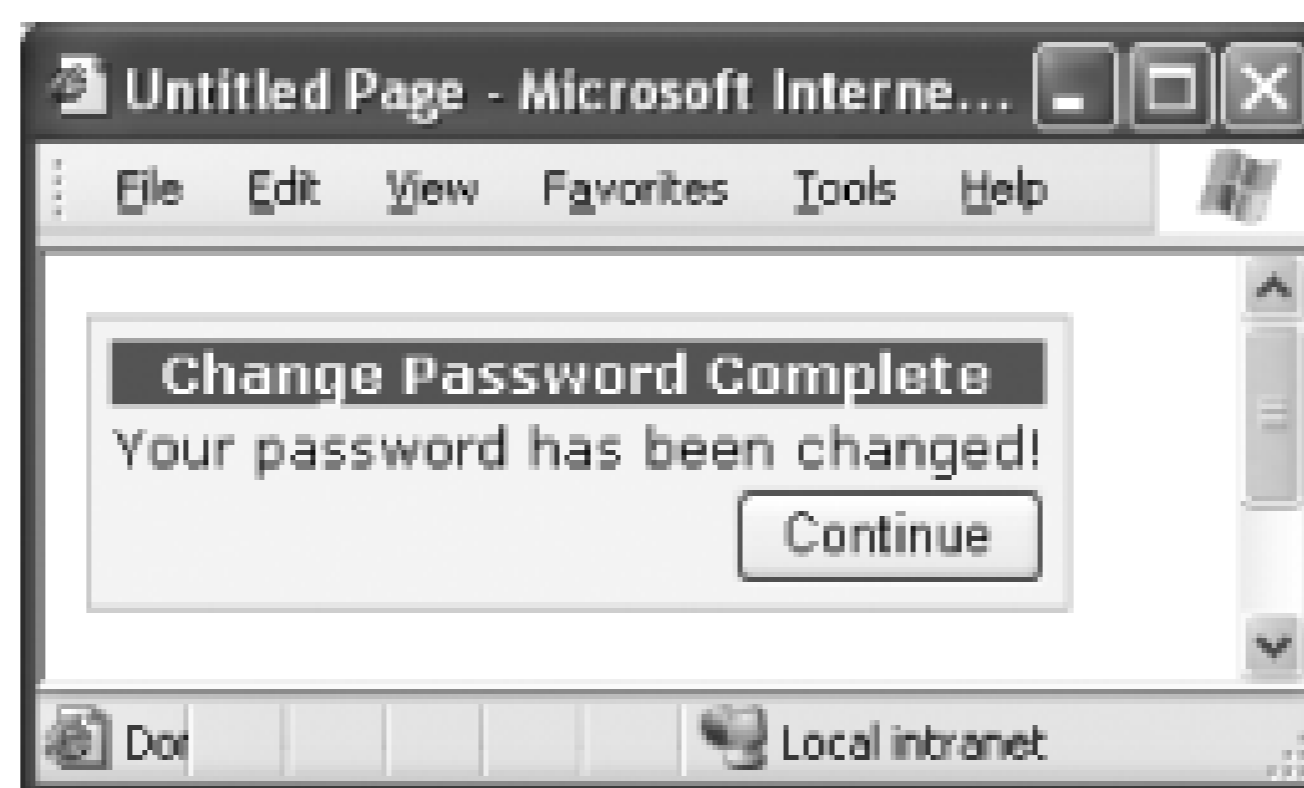 Untitled Page - Microsoft Interne...
File Edit View Favorites Tools Help
Change Password Complete
Your password has been changed!
Continue
Local intranet